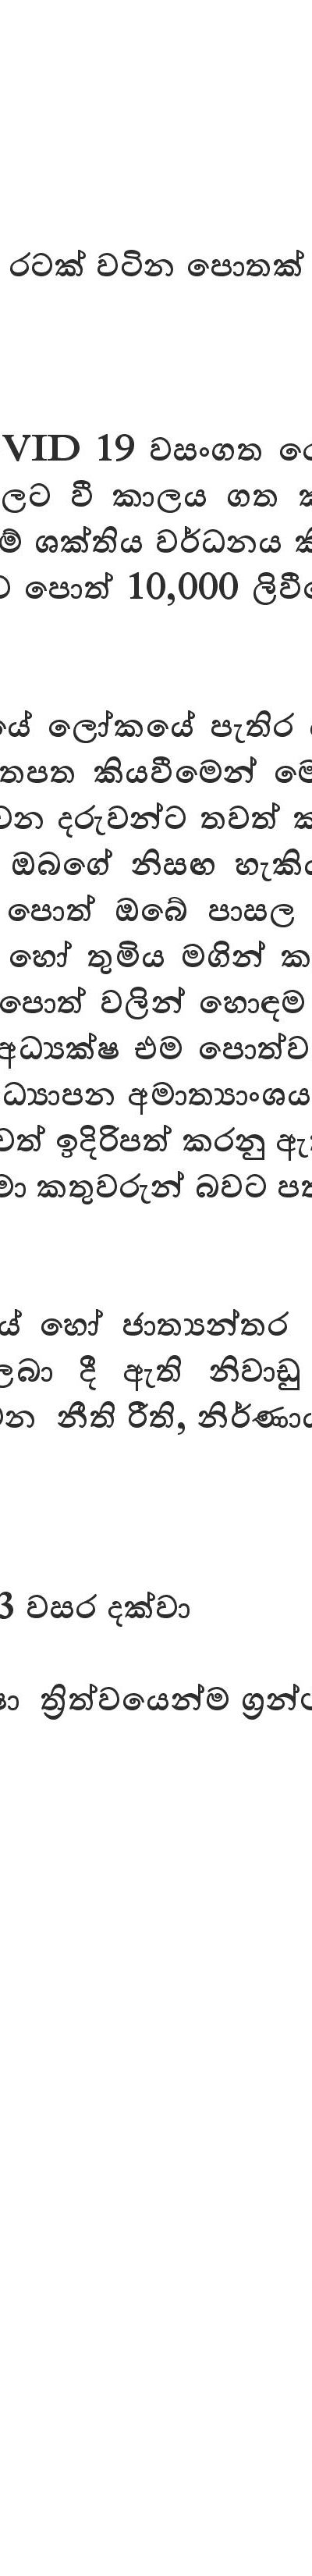 රටක් වටින පොතක්
VID 19 වසංගත
ලට වී කාලය ගත
ම් ශක්තිය වර්ධනය
ට පොත් 10,000
යේ ලෝකයේ පැතිර
තපත කියවීමෙන්
වන දරුවන්ට තවත්
ඔබගේ නිසඟ
පොත් ඔබේ පාසල
හෝ තුමිය මගින්
පොත් වලින් හොඳම
අධ්‍යක්ෂ එම
ධ්‍යාපන අමාත්‍යාංශය
වත් ඉදිරිපත් කරනු
මා කතුවරුන් බවට
යේ හෝ ජාත්‍යන්තර
ලබා දී ඇති නිවාඩු
වන නීති රීති,
3 වසර දක්වා
ෂා ත්‍රිත්වයෙන්ම